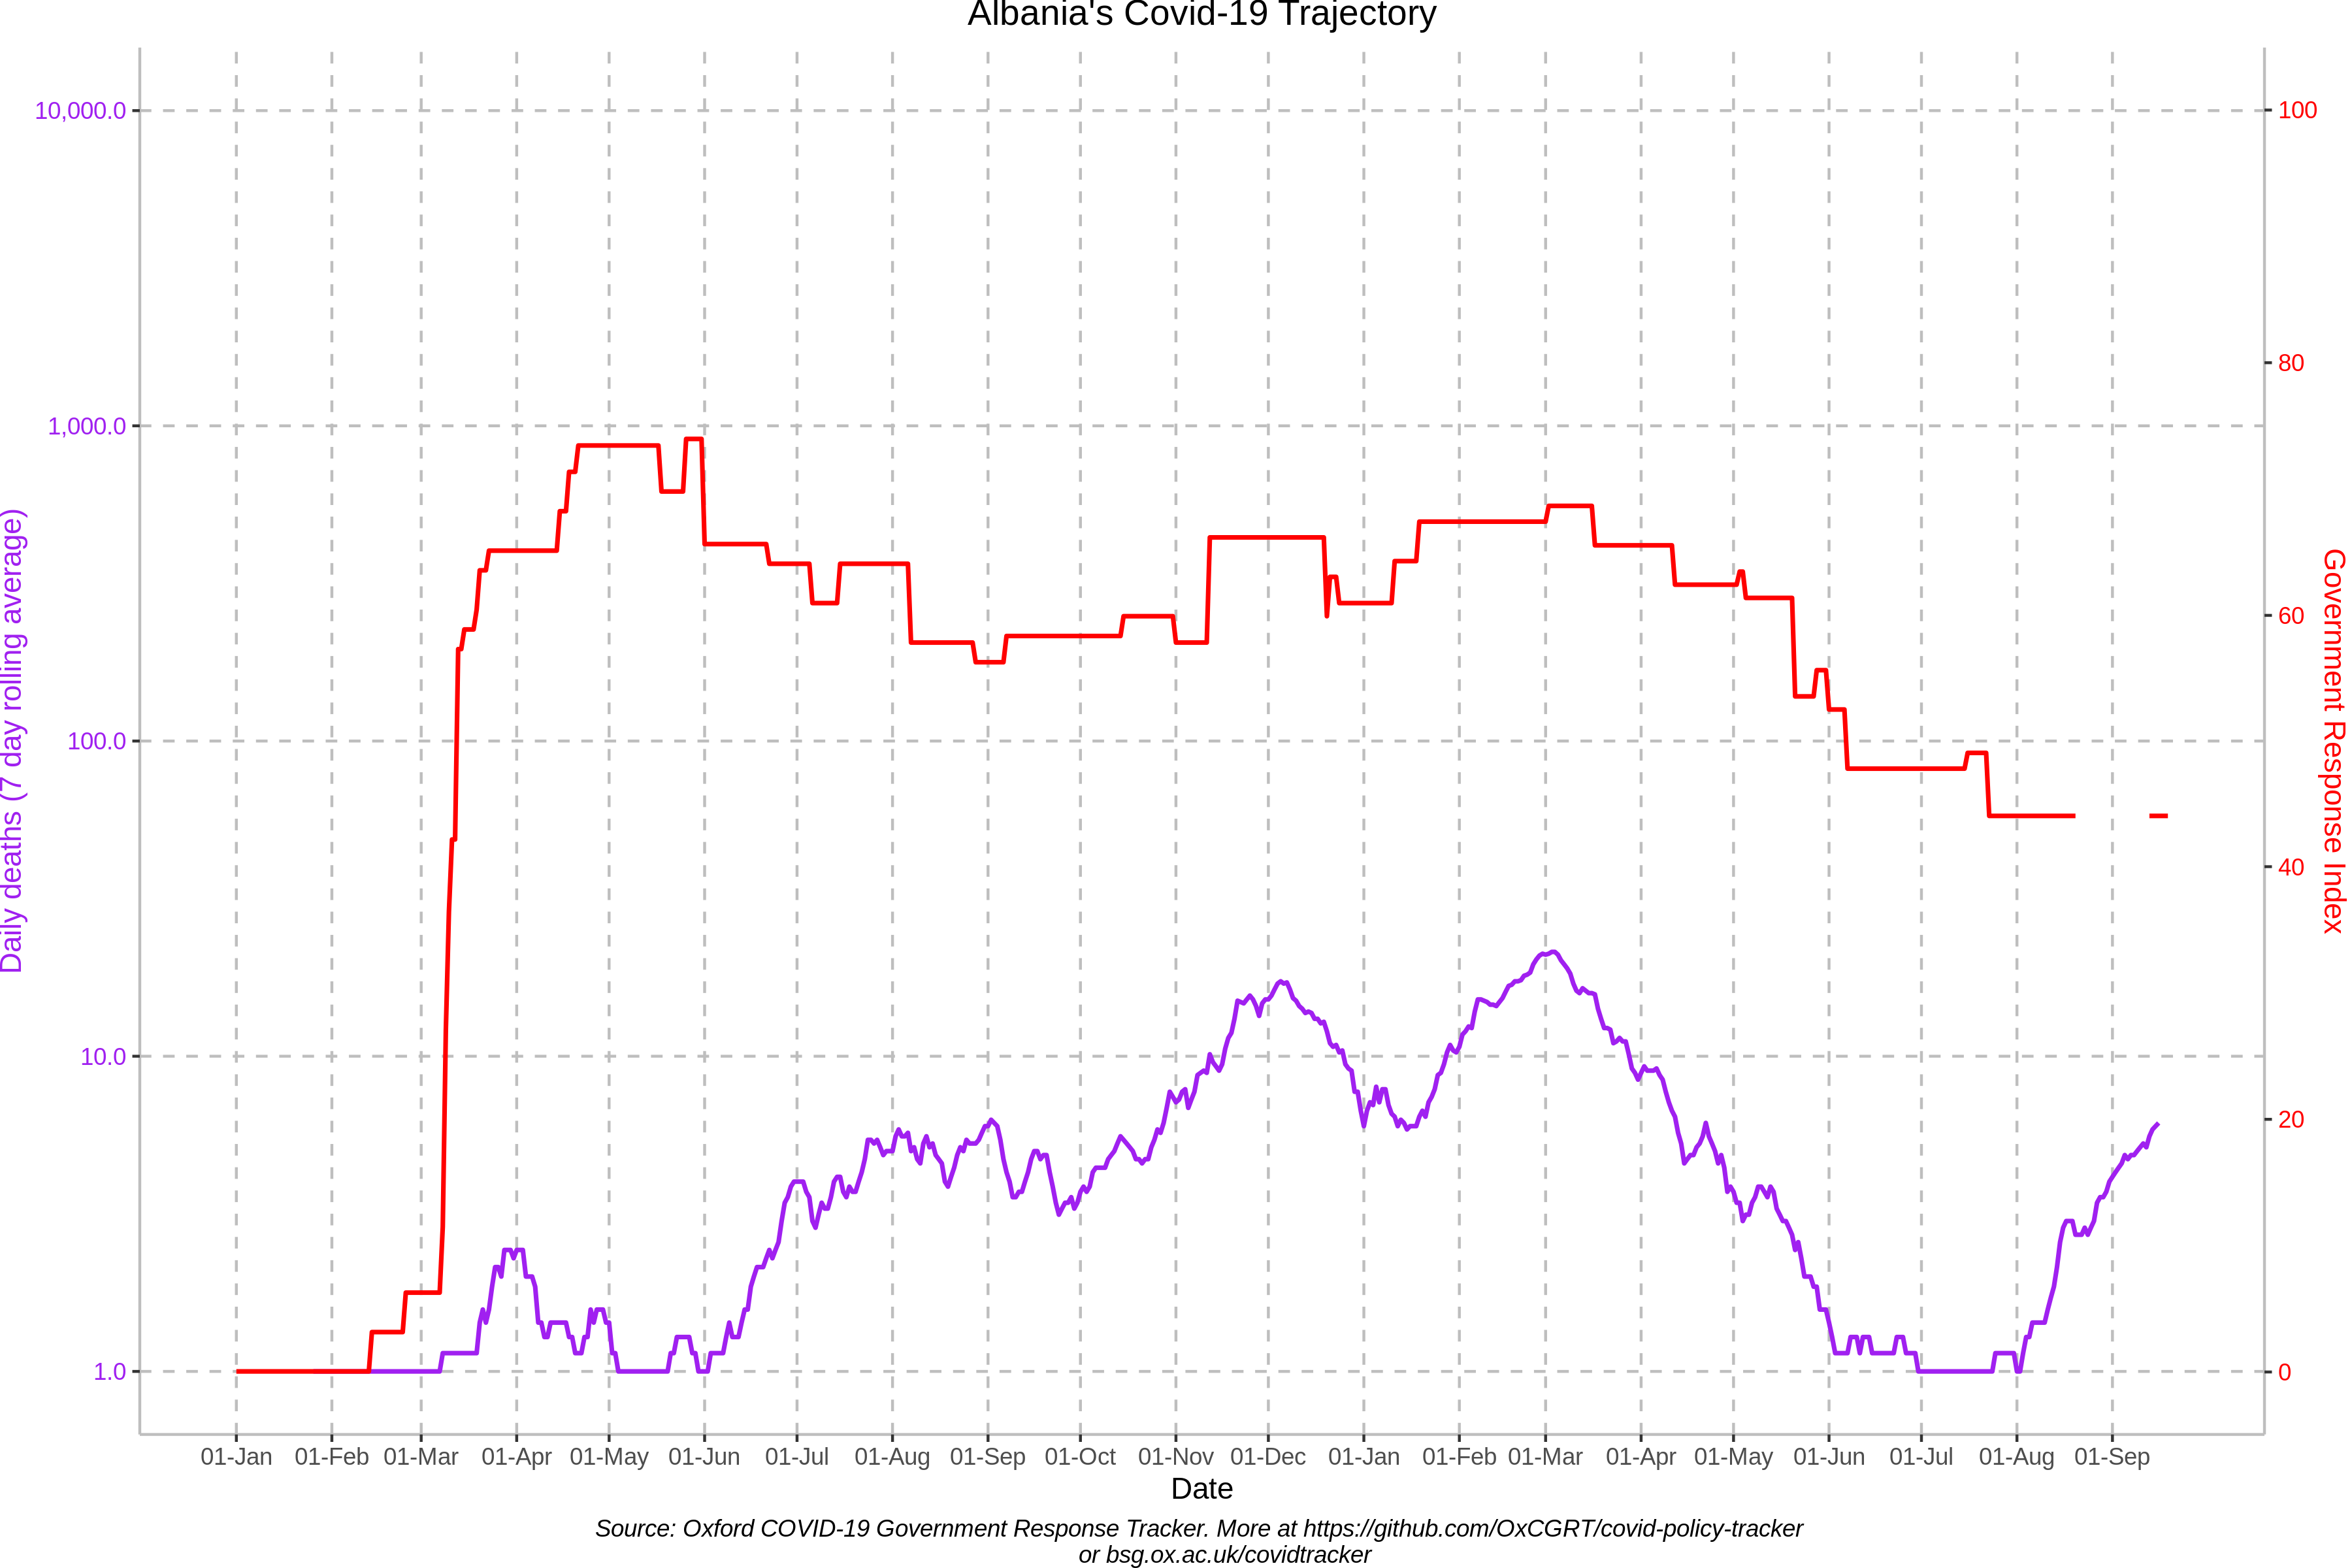 Albania's Covid-19 Trajectory
10,000.0
1,000.0
100.0
10.0
1.0
Daily deaths (7 day rolling average)
100
80
60
40
20
0
Government Response Index
01-Jan 01-Feb 01-Mar 01-Apr 01-May 01-Jun 01-Jul 01-Aug 01-Sep 01-Oct 01-Nov 01-Dec 01-Jan 01-Feb 01-Mar 01-Apr 01-May 01-Jun 01-Jul 01-Aug 01-Sep
Date
Source: Oxford COVID-19 Government Response Tracker. More at https://github.com/OxCGRT/covid-policy-tracker
or bsg.ox.ac.uk/covidtracker